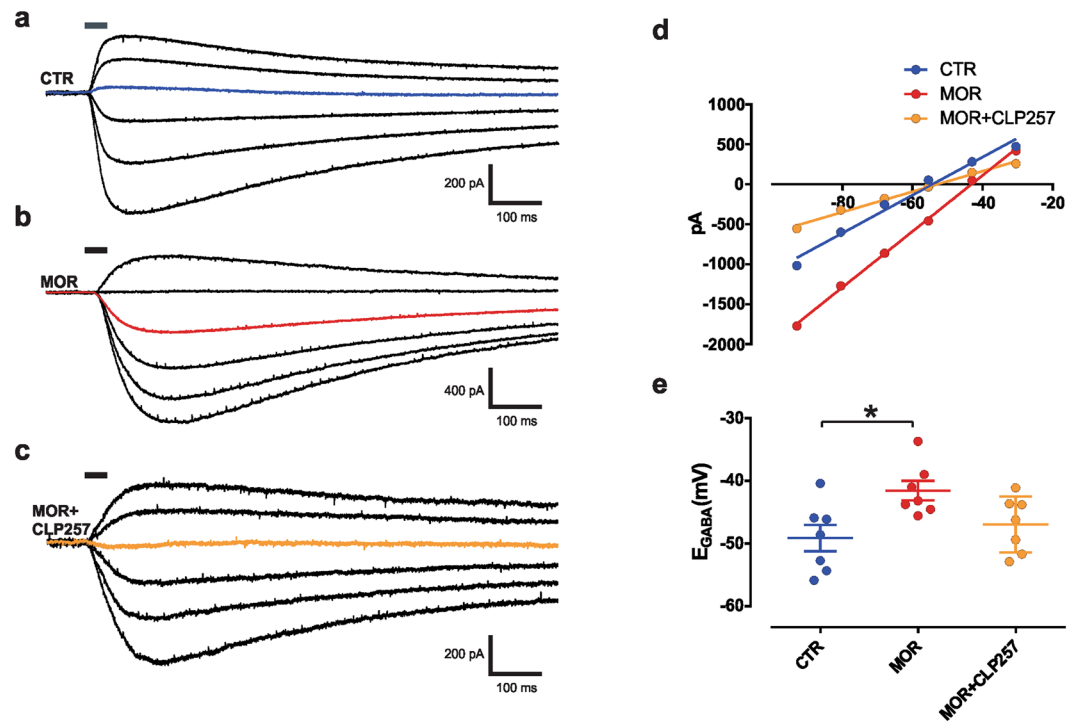 a
CTR
200 pA
100 ms
b
MOR
400 pA
100 ms
c
MOR+
CLP257
200 pA
100 ms
d
CTR
MOR
MOR+CLP257
1000
500
0
-500
-1000
-1500
-2000
pA
-80
-60
-40
-20
e
*
-30
-40
-50
-60
EGABA(mV)
CTR
MOR
MOR+CLP257